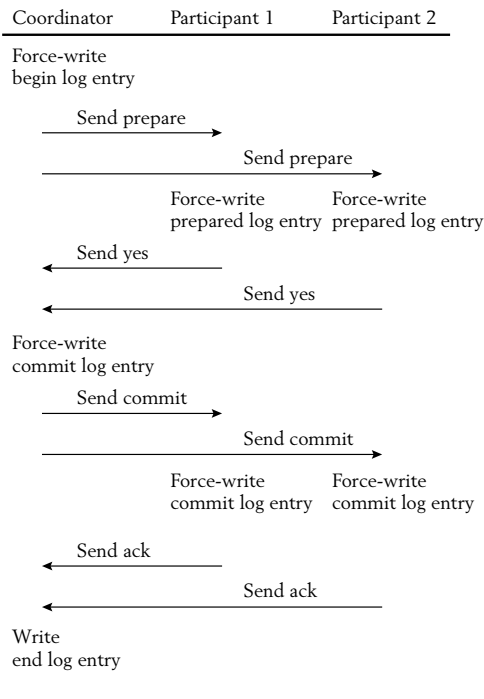 Coordinator Participant 1 Participant 2
Force-write
begin log entry
Send prepare
Send prepare
Force-write Force-write
prepared log entry prepared log entry
Send yes
Send yes
Force-write
commit log entry
Send commit
Send commit
Force-write Force-write
commit log entry commit log entry
Send ack
Send ack
Write
end log entry